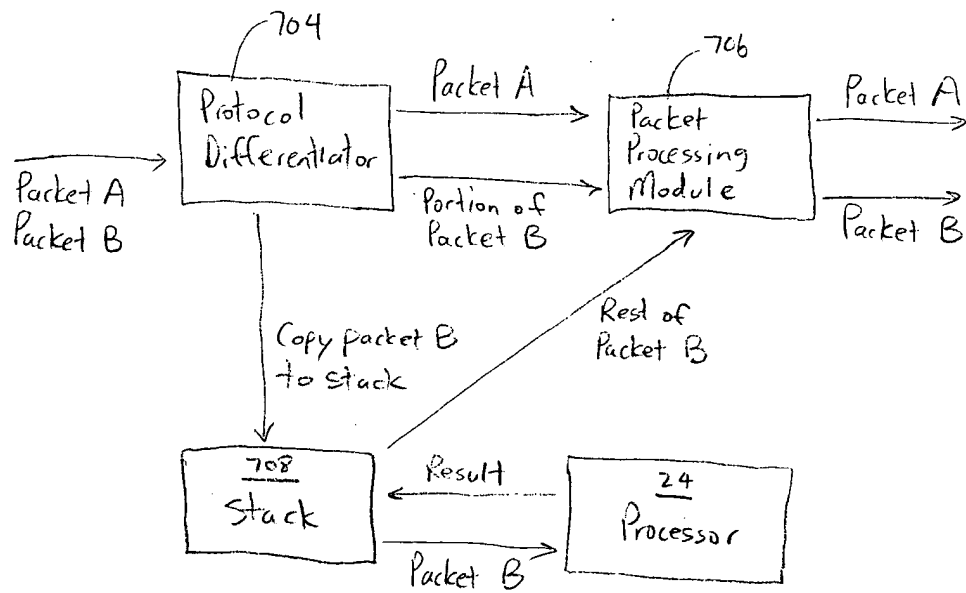 704
Protocol
Differentiator
Packet A
Packet B
Packet A
Portion of
Packet B
706
Packet
Processing
Module
Packet A
Packet B
Copy packet B
to stack
Rest of
Packet B
708
Stack
Result
Packet B
24
Processor